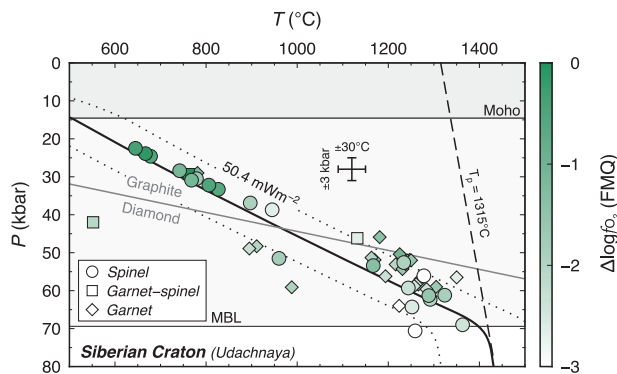 T (°C)
600 800 1000 1200 1400
P (kbar)
0
10
20
30
40
50
60
70
80
Moho
±30°C
±3 kbar
50.4 mWm⁻²
Tₚ = 1315°C
Graphite
Diamond
Spinel
Garnet–spinel
Garnet
MBL
Siberian Craton (Udachnaya)
0
−1
−2
−3
ΔlogfO₂ (FMQ)